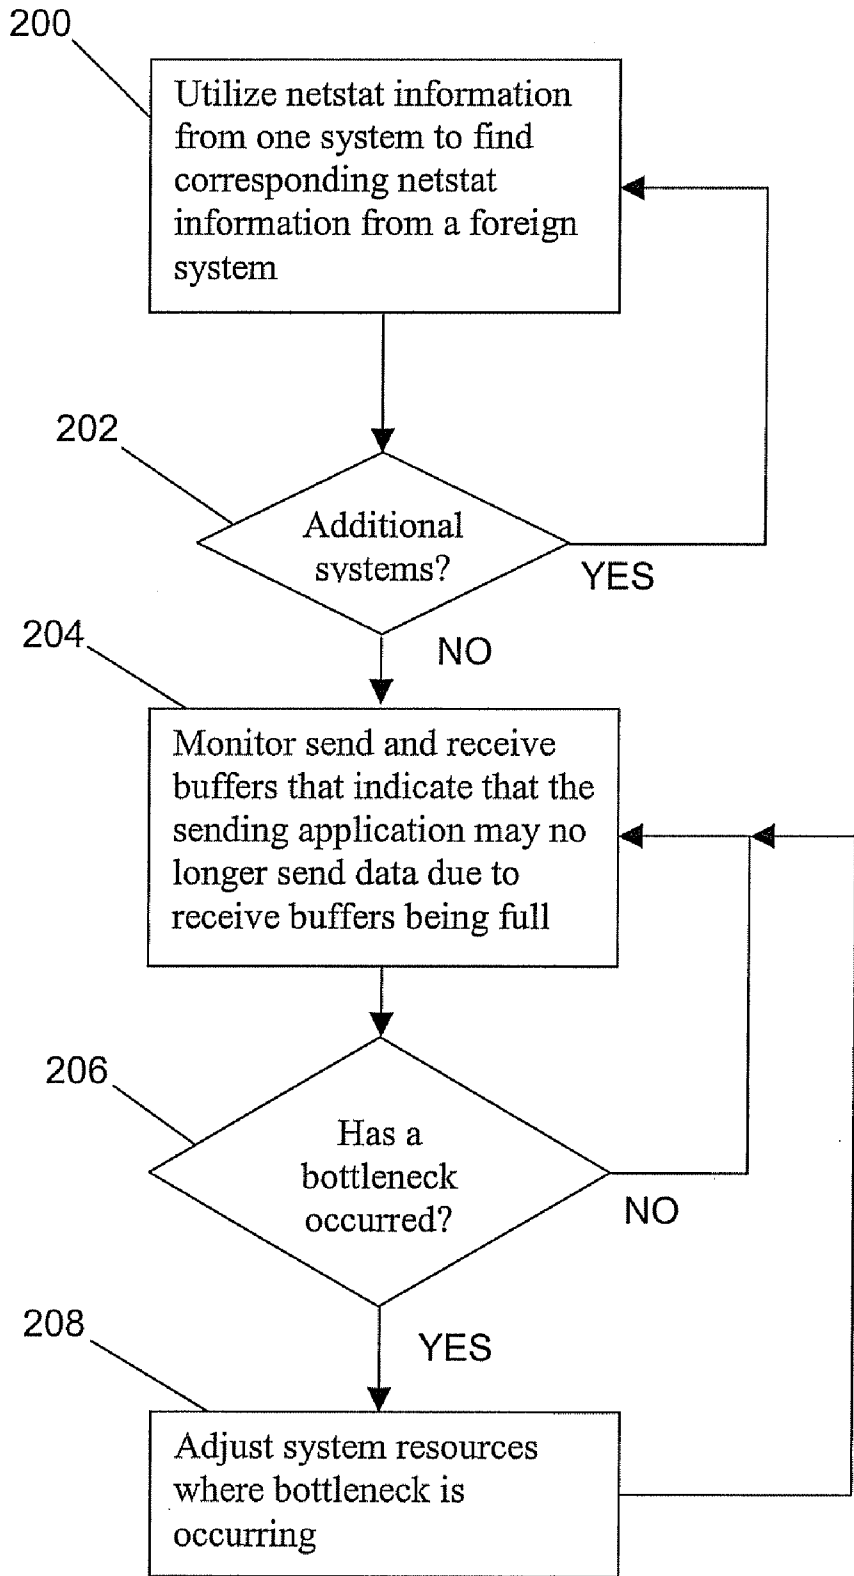 200
Utilize netstat information
from one system to find
corresponding netstat
information from a foreign
system
202
Additional
systems?
YES
204
NO
Monitor send and receive
buffers that indicate that the
sending application may no
longer send data due to
receive buffers being full
206
Has a
bottleneck
occurred?
NO
208
YES
Adjust system resources
where bottleneck is
occurring